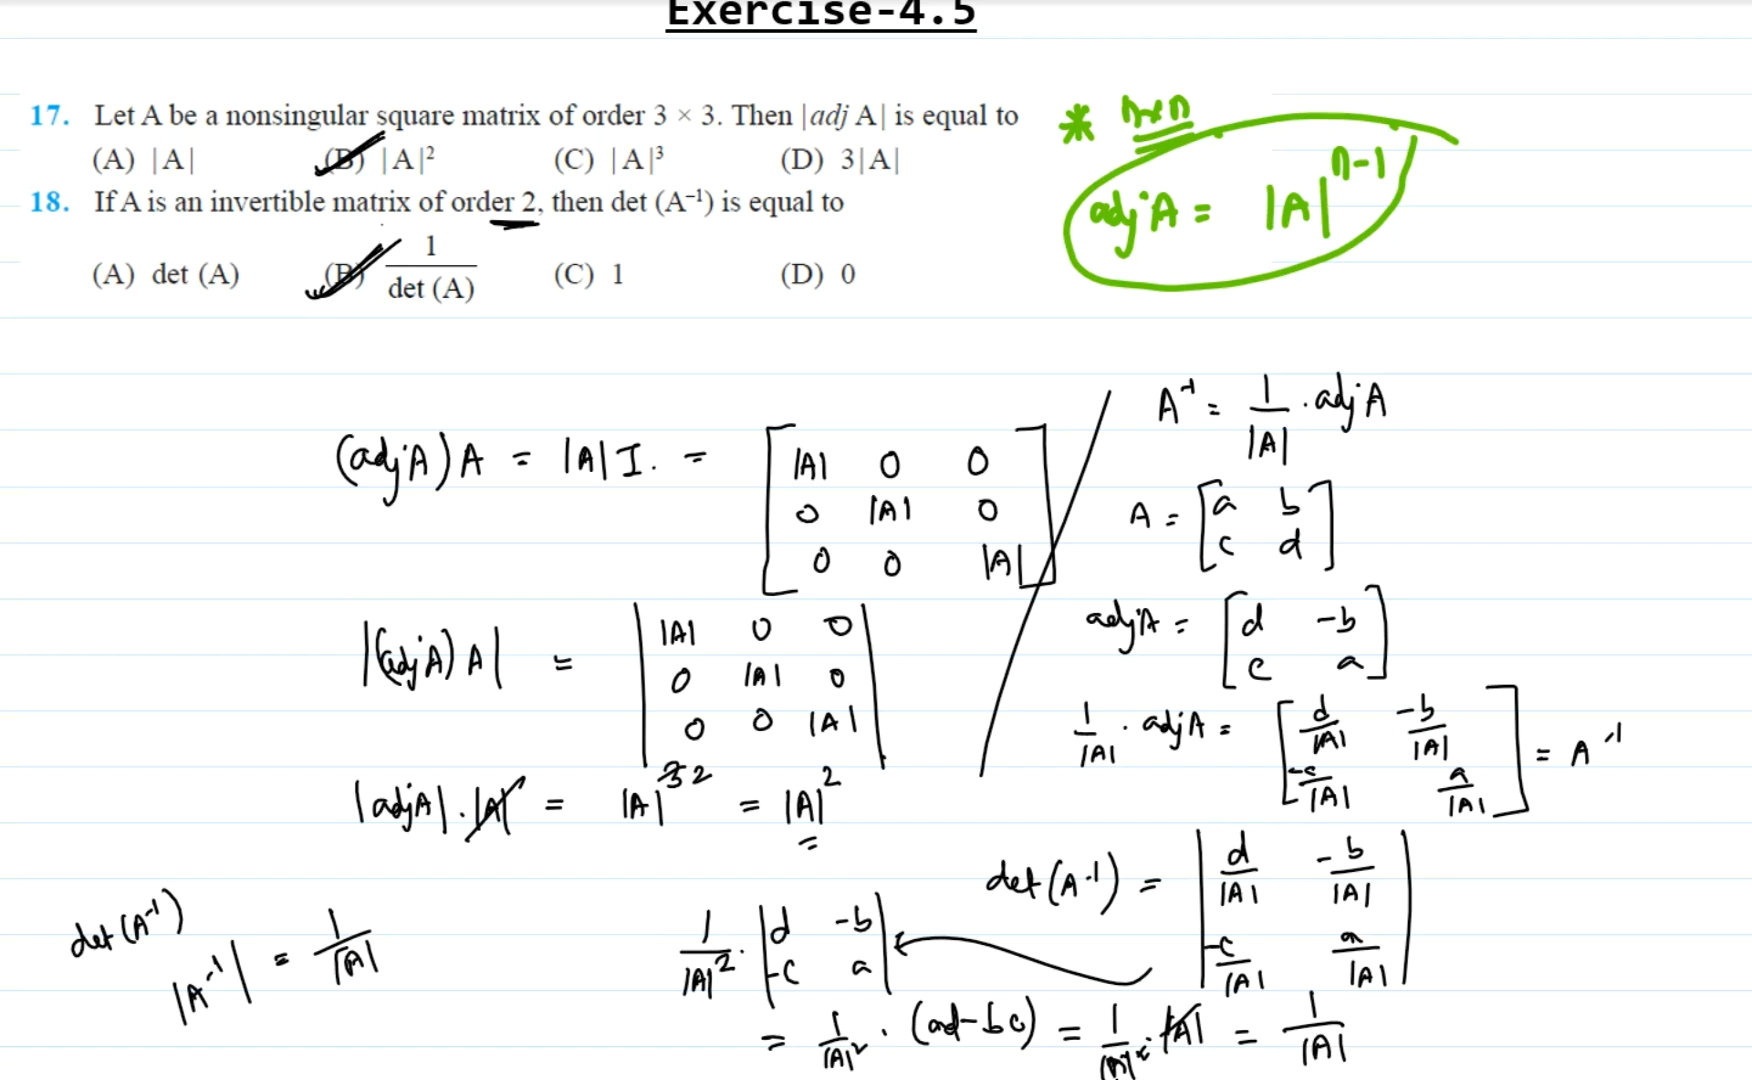 Exercise-4.5
17. Let A be a nonsingular square matrix of order 3 × 3. Then |adj A| is equal to
(A) |A| (B) |A|² (C) |A|³ (D) 3|A|
18. If A is an invertible matrix of order 2, then det (A⁻¹) is equal to
(A) det (A) (B) 1/det (A) (C) 1 (D) 0
* n×n
adj A = |A|ⁿ⁻¹
(adj A) A = |A| I. = [|A| 0 0
0 |A| 0
0 0 |A|]
|(adj A) A| = | |A| 0 0
0 |A| 0
0 0 |A| |
|adj A| . |A| = |A|³ ² = |A|²
det (A⁻¹)
|A⁻¹| = 1/|A|
A⁻¹ = 1/|A| . adj A
A = [a b
c d]
adj A = [d -b
c a]
1/|A| . adj A = [d/|A| -b/|A|
-c/|A| a/|A|] = A⁻¹
det (A⁻¹) = |d/|A| -b/|A|
-c/|A| a/|A||
1/|A|² . |d -b
-c a|
= 1/|A|² . (ad-bc) = 1/|A|² . |A| = 1/|A|